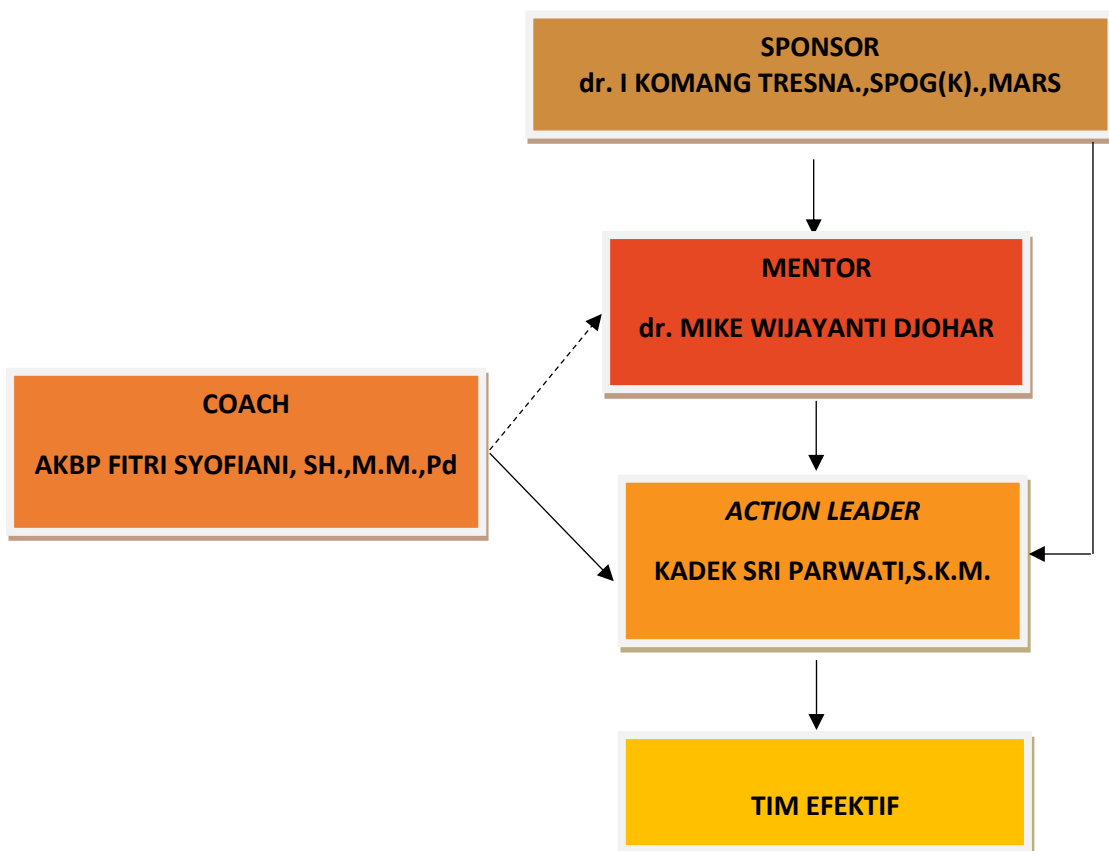 SPONSOR
dr. I KOMANG TRESNA.,SPOG(K).,MARS
MENTOR
dr. MIKE WIJAYANTI DJOHAR
COACH
AKBP FITRI SYOFIANI, SH.,M.M.,Pd
ACTION LEADER
KADEK SRI PARWATI,S.K.M.
TIM EFEKTIF